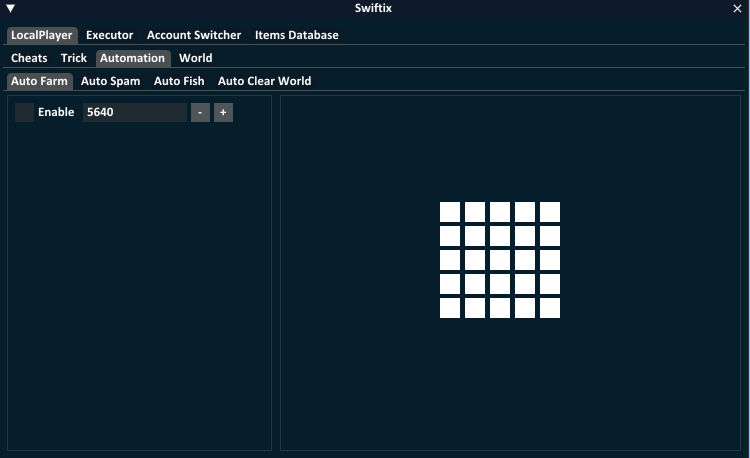 Swiftix
LocalPlayer Executor Account Switcher Items Database
Cheats Trick Automation World
Auto Farm Auto Spam Auto Fish Auto Clear World
Enable 5640 - +